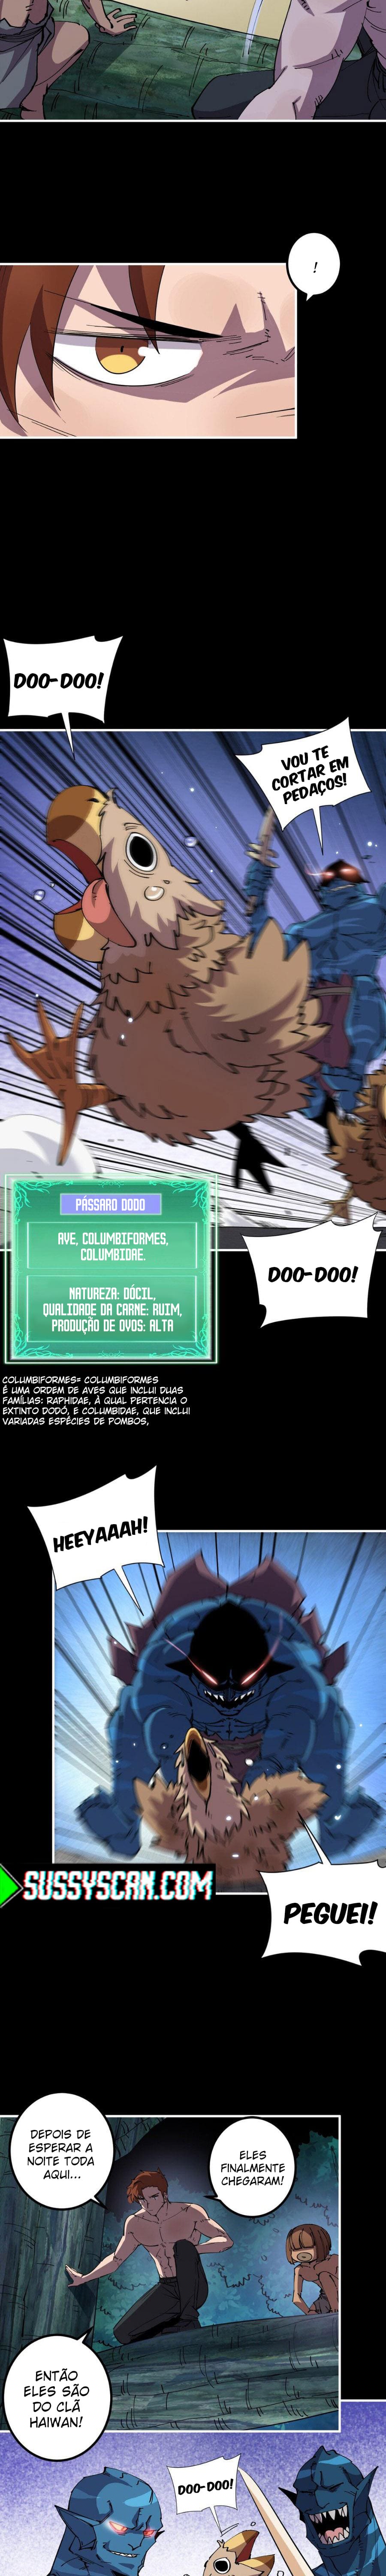 !
DOO-DOO!
VOU TE
CORTAR EM
PEDAÇOS!
PÁSSARO DODO
AVE, COLUMBIFORMES,
COLUMBIDAE.
NATUREZA: DÓCIL,
QUALIDADE DA CARNE: RUIM,
PRODUÇÃO DE OVOS: ALTA
DOO-DOO!
COLUMBIFORMES= COLUMBIFORMES
É UMA ORDEM DE AVES QUE INCLUI DUAS
FAMÍLIAS: RAPHIDAE, À QUAL PERTENCIA O
EXTINTO DODÓ, E COLUMBIDAE, QUE INCLUI
VARIADAS ESPÉCIES DE POMBOS,
HEEYAAAH!
SUSSYSCAN.COM
PEGUEI!
DEPOIS DE
ESPERAR A
NOITE TODA
AQUI...
ELES
FINALMENTE
CHEGARAM!
ENTÃO
ELES SÃO
DO CLÃ
HAIWAN!
DOO-DOO!